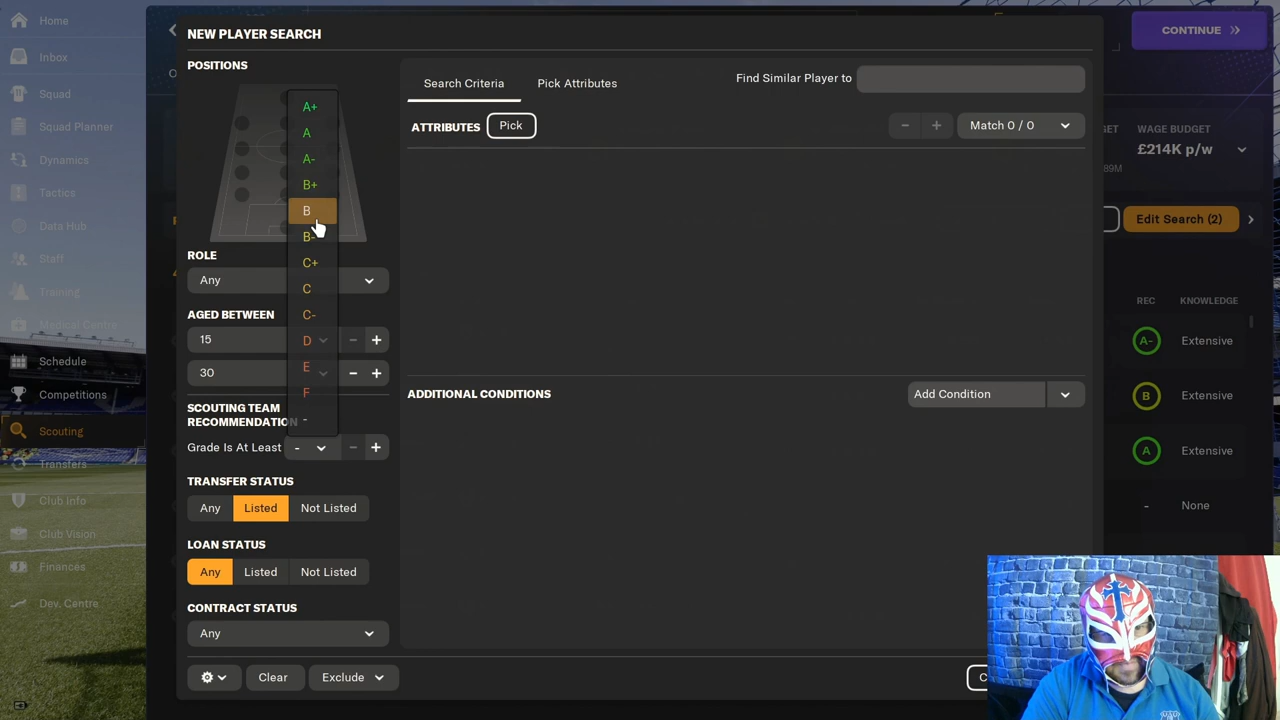 Home
Inbox
Squad
Squad Planner
Dynamics
Tactics
Data Hub
Staff
Training
Medical Centre
Schedule
Competitions
Scouting
Transfers
Club Info
Club Vision
Finances
Dev. Centre
NEW PLAYER SEARCH
POSITIONS
A+
A
A-
B+
B
B-
C+
C
C-
D
E
F
-
ROLE
Any
AGED BETWEEN
15
30
SCOUTING TEAM
RECOMMENDATION
Grade Is At Least -
TRANSFER STATUS
Any Listed Not Listed
LOAN STATUS
Any Listed Not Listed
CONTRACT STATUS
Any
Clear Exclude
Search Criteria Pick Attributes Find Similar Player to
ATTRIBUTES Pick Match 0 / 0
ADDITIONAL CONDITIONS Add Condition
CONTINUE
WAGE BUDGET
£214K p/w
89M
Edit Search (2)
REC KNOWLEDGE
A- Extensive
B Extensive
A Extensive
- None